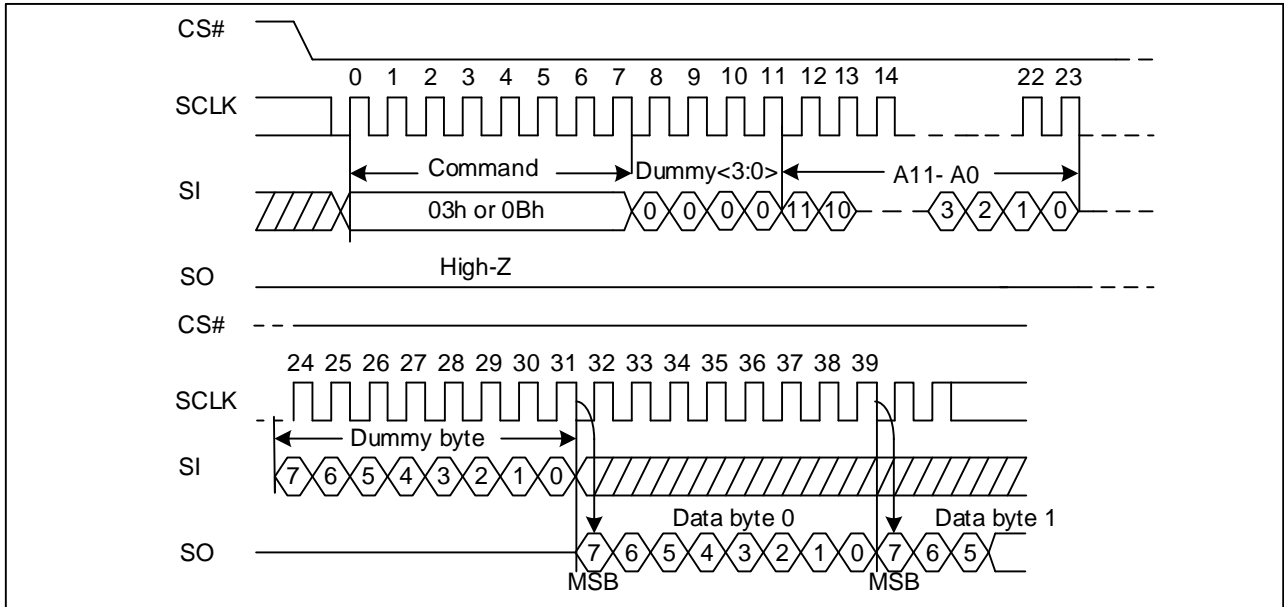 CS#
0 1 2 3 4 5 6 7 8 9 10 11 12 13 14 22 23
SCLK
Command Dummy<3:0> A11- A0
SI
03h or 0Bh 0 0 0 0 11 10 3 2 1 0
High-Z
SO
CS#
24 25 26 27 28 29 30 31 32 33 34 35 36 37 38 39
SCLK
Dummy byte
SI
7 6 5 4 3 2 1 0
Data byte 0 Data byte 1
SO
7 6 5 4 3 2 1 0 7 6 5
MSB MSB